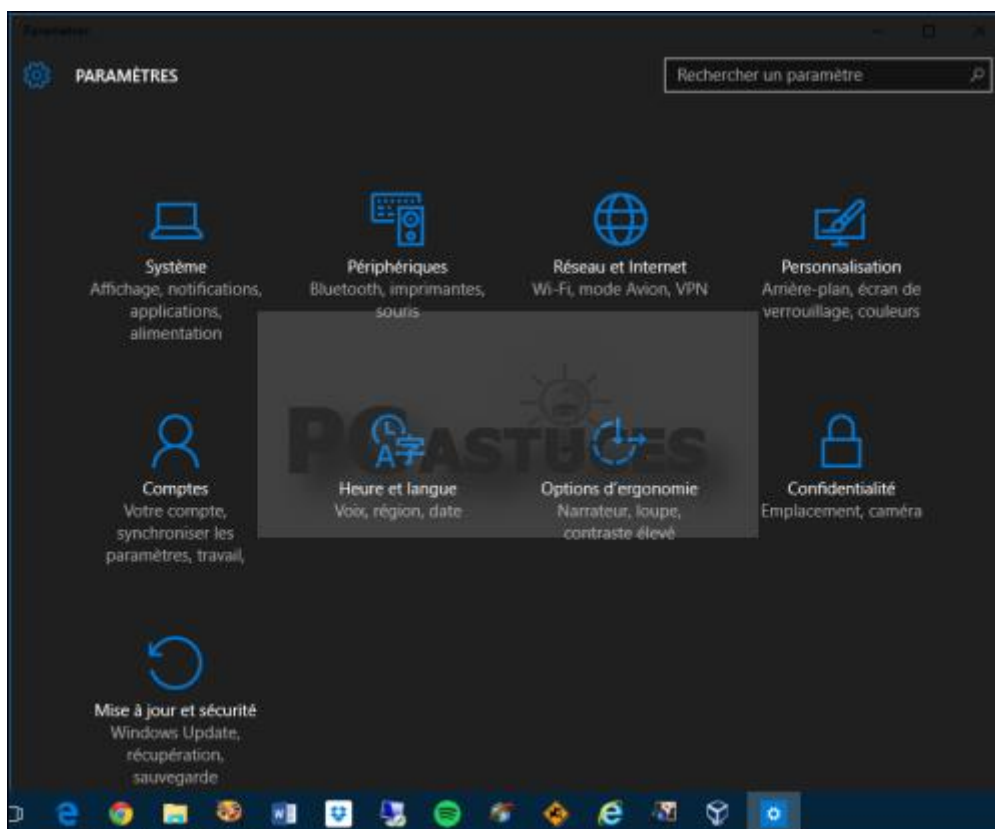 Paramètres
PARAMÈTRES
Rechercher un paramètre
Système
Affichage, notifications,
applications,
alimentation
Périphériques
Bluetooth, imprimantes,
souris
Réseau et Internet
Wi-Fi, mode Avion, VPN
Personnalisation
Arrière-plan, écran de
verrouillage, couleurs
PC ASTUCES
Comptes
Votre compte,
synchroniser les
paramètres, travail,
Heure et langue
Voix, région, date
Options d'ergonomie
Narrateur, loupe,
contraste élevé
Confidentialité
Emplacement, caméra
Mise à jour et sécurité
Windows Update,
récupération,
sauvegarde